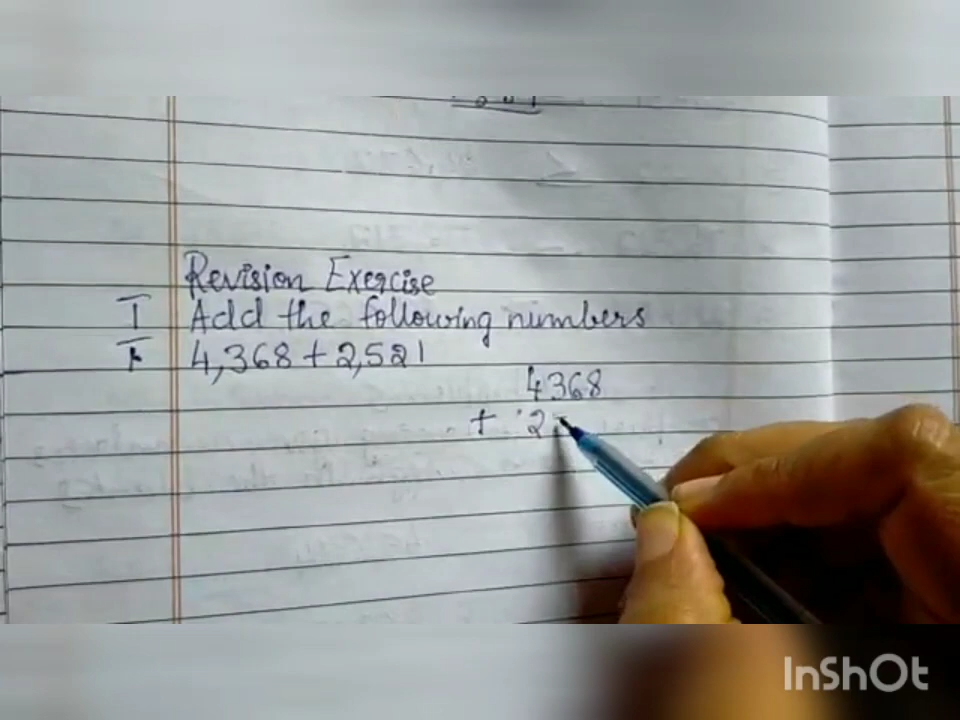 Revision Exercise
I Add the following numbers
4,368 + 2,521
4368
+ 2
InShOt